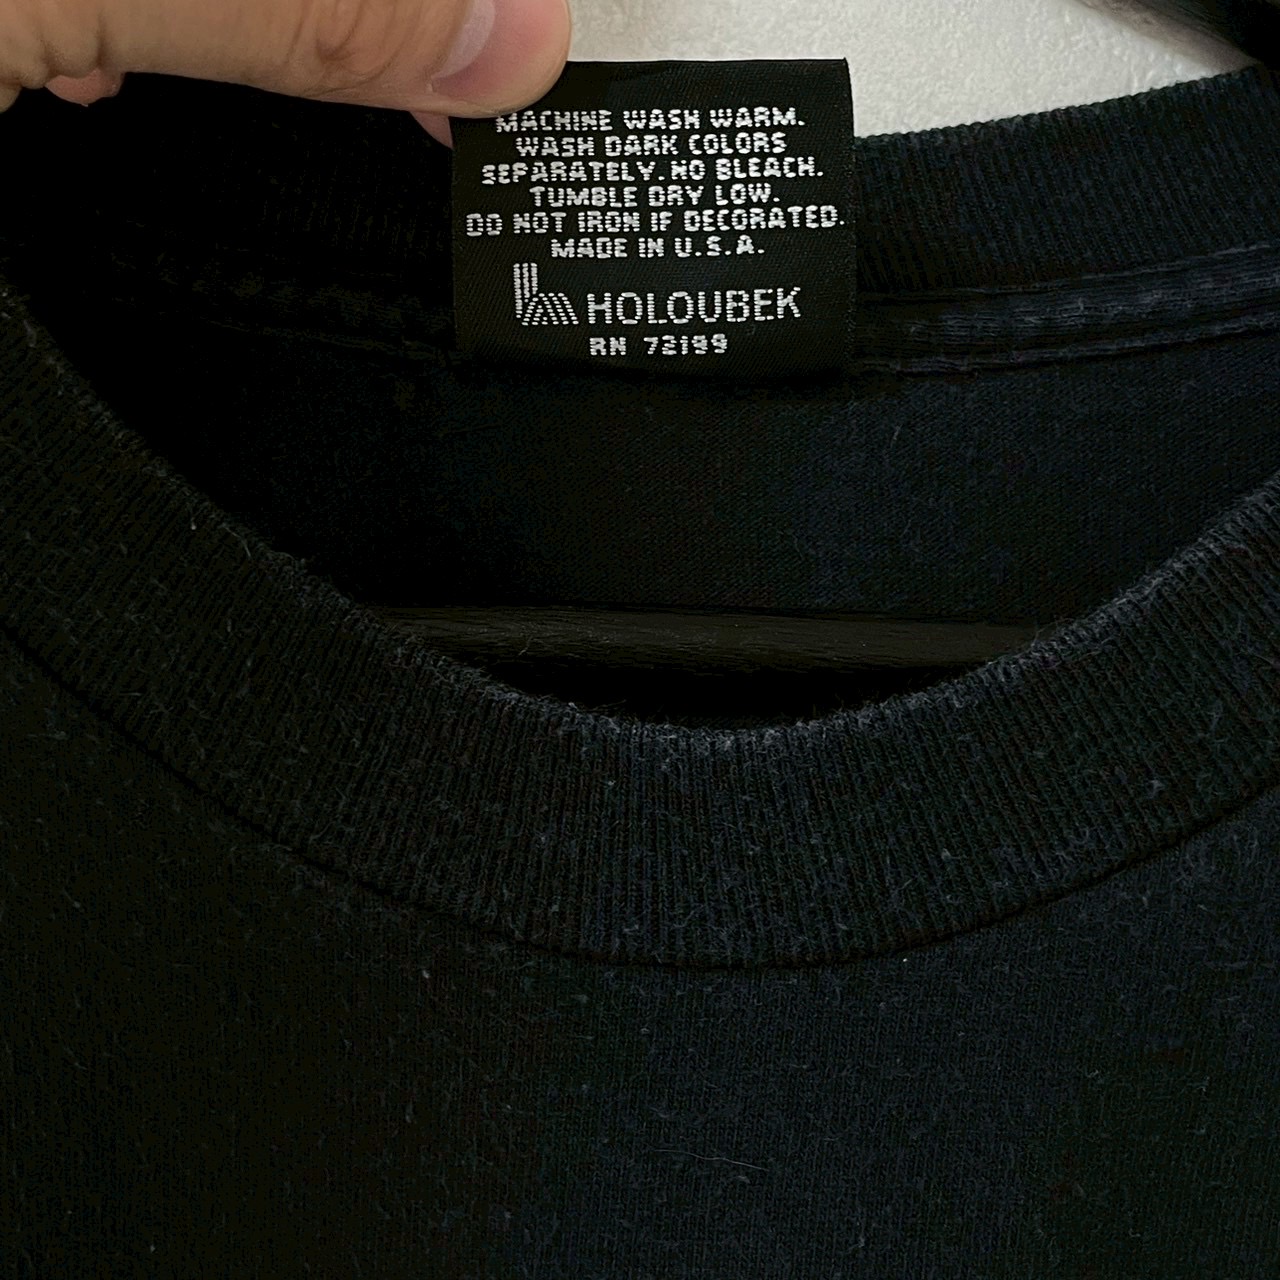 MACHINE WASH WARM.
WASH DARK COLORS
SEPARATELY. NO BLEACH.
TUMBLE DRY LOW.
DO NOT IRON IF DECORATED.
MADE IN U.S.A.
HOLOUBEK
RN 73199